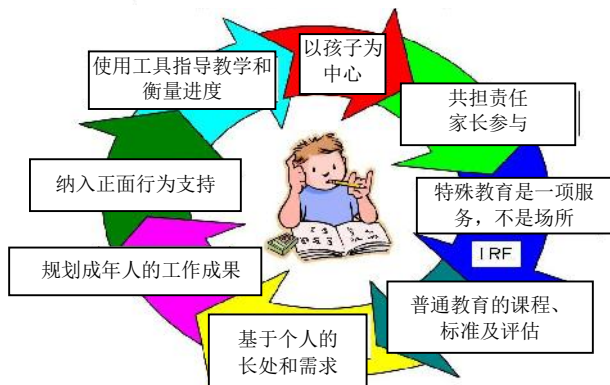 以孩子为
中心
共担责任
家长参与
特殊教育是一项服
务，不是场所
IRF
普通教育的课程、
标准及评估
基于个人的
长处和需求
规划成年人的工作成果
纳入正面行为支持
使用工具指导教学和
衡量进度